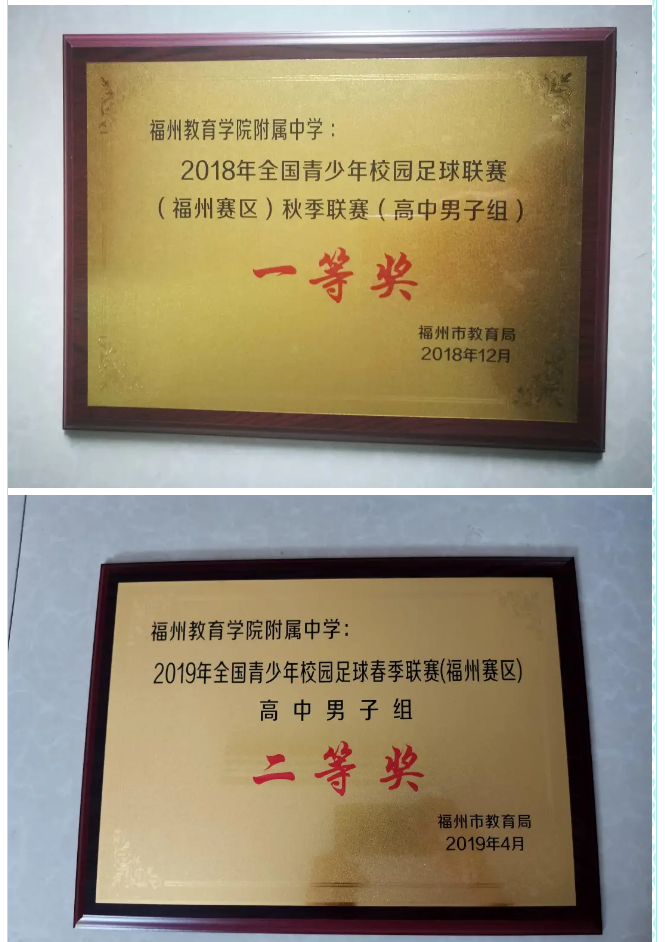 福州教育学院附属中学：
2018年全国青少年校园足球联赛
（福州赛区）秋季联赛（高中男子组）
一等奖
福州市教育局
2018年12月
福州教育学院附属中学：
2019年全国青少年校园足球春季联赛(福州赛区)
高中男子组
二等奖
福州市教育局
2019年4月